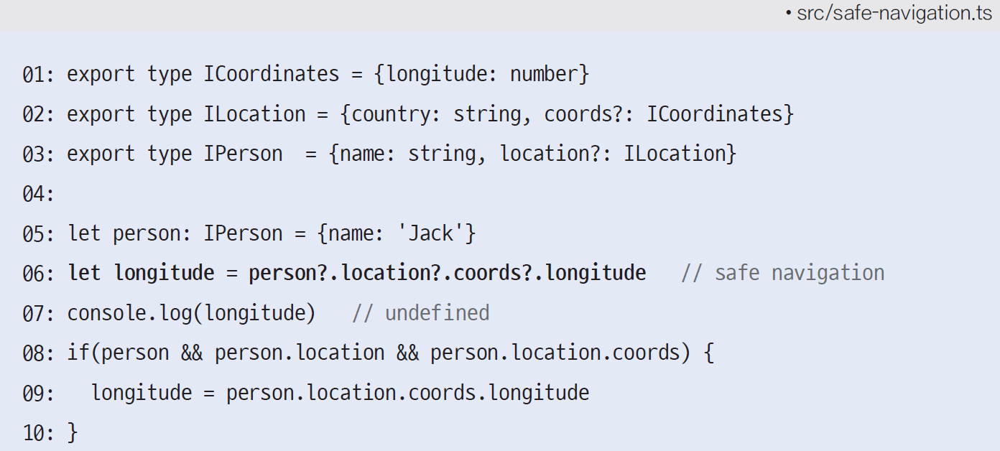 • src/safe-navigation.ts
01: export type ICoordinates = {longitude: number}
02: export type ILocation = {country: string, coords?: ICoordinates}
03: export type IPerson  = {name: string, location?: ILocation}
04:
05: let person: IPerson = {name: 'Jack'}
06: let longitude = person?.location?.coords?.longitude   // safe navigation
07: console.log(longitude)   // undefined
08: if(person && person.location && person.location.coords) {
09:   longitude = person.location.coords.longitude
10: }